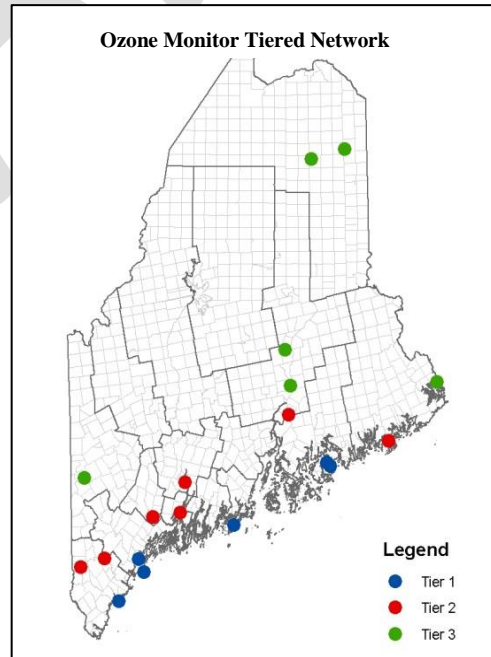 Ozone Monitor Tiered Network
Legend
Tier 1
Tier 2
Tier 3